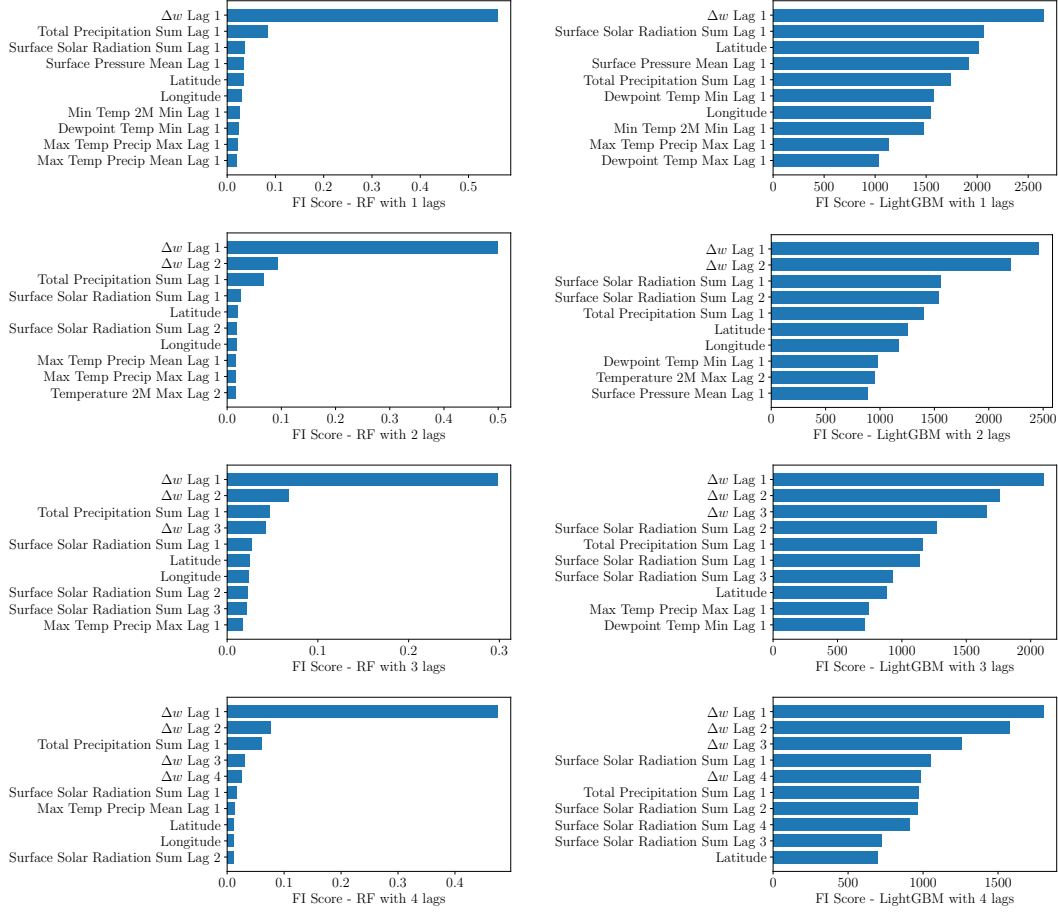 Δw Lag 1
Total Precipitation Sum Lag 1
Surface Solar Radiation Sum Lag 1
Surface Pressure Mean Lag 1
Latitude
Longitude
Min Temp 2M Min Lag 1
Dewpoint Temp Min Lag 1
Max Temp Precip Max Lag 1
Max Temp Precip Mean Lag 1
0.0 0.1 0.2 0.3 0.4 0.5
FI Score - RF with 1 lags
Δw Lag 1
Surface Solar Radiation Sum Lag 1
Latitude
Surface Pressure Mean Lag 1
Total Precipitation Sum Lag 1
Dewpoint Temp Min Lag 1
Longitude
Min Temp 2M Min Lag 1
Max Temp Precip Max Lag 1
Dewpoint Temp Max Lag 1
0 500 1000 1500 2000 2500
FI Score - LightGBM with 1 lags
Δw Lag 1
Δw Lag 2
Total Precipitation Sum Lag 1
Surface Solar Radiation Sum Lag 1
Latitude
Surface Solar Radiation Sum Lag 2
Longitude
Max Temp Precip Mean Lag 1
Max Temp Precip Max Lag 1
Temperature 2M Max Lag 2
0.0 0.1 0.2 0.3 0.4 0.5
FI Score - RF with 2 lags
Δw Lag 1
Δw Lag 2
Surface Solar Radiation Sum Lag 1
Surface Solar Radiation Sum Lag 2
Total Precipitation Sum Lag 1
Latitude
Longitude
Dewpoint Temp Min Lag 1
Temperature 2M Max Lag 2
Surface Pressure Mean Lag 1
0 500 1000 1500 2000 2500
FI Score - LightGBM with 2 lags
Δw Lag 1
Δw Lag 2
Total Precipitation Sum Lag 1
Δw Lag 3
Surface Solar Radiation Sum Lag 1
Latitude
Longitude
Surface Solar Radiation Sum Lag 2
Surface Solar Radiation Sum Lag 3
Max Temp Precip Max Lag 1
0.0 0.1 0.2 0.3
FI Score - RF with 3 lags
Δw Lag 1
Δw Lag 2
Δw Lag 3
Surface Solar Radiation Sum Lag 2
Total Precipitation Sum Lag 1
Surface Solar Radiation Sum Lag 1
Surface Solar Radiation Sum Lag 3
Latitude
Max Temp Precip Max Lag 1
Dewpoint Temp Min Lag 1
0 500 1000 1500 2000
FI Score - LightGBM with 3 lags
Δw Lag 1
Δw Lag 2
Total Precipitation Sum Lag 1
Δw Lag 3
Δw Lag 4
Surface Solar Radiation Sum Lag 1
Max Temp Precip Mean Lag 1
Latitude
Longitude
Surface Solar Radiation Sum Lag 2
0.0 0.1 0.2 0.3 0.4
FI Score - RF with 4 lags
Δw Lag 1
Δw Lag 2
Δw Lag 3
Surface Solar Radiation Sum Lag 1
Δw Lag 4
Total Precipitation Sum Lag 1
Surface Solar Radiation Sum Lag 2
Surface Solar Radiation Sum Lag 4
Surface Solar Radiation Sum Lag 3
Latitude
0 500 1000 1500
FI Score - LightGBM with 4 lags